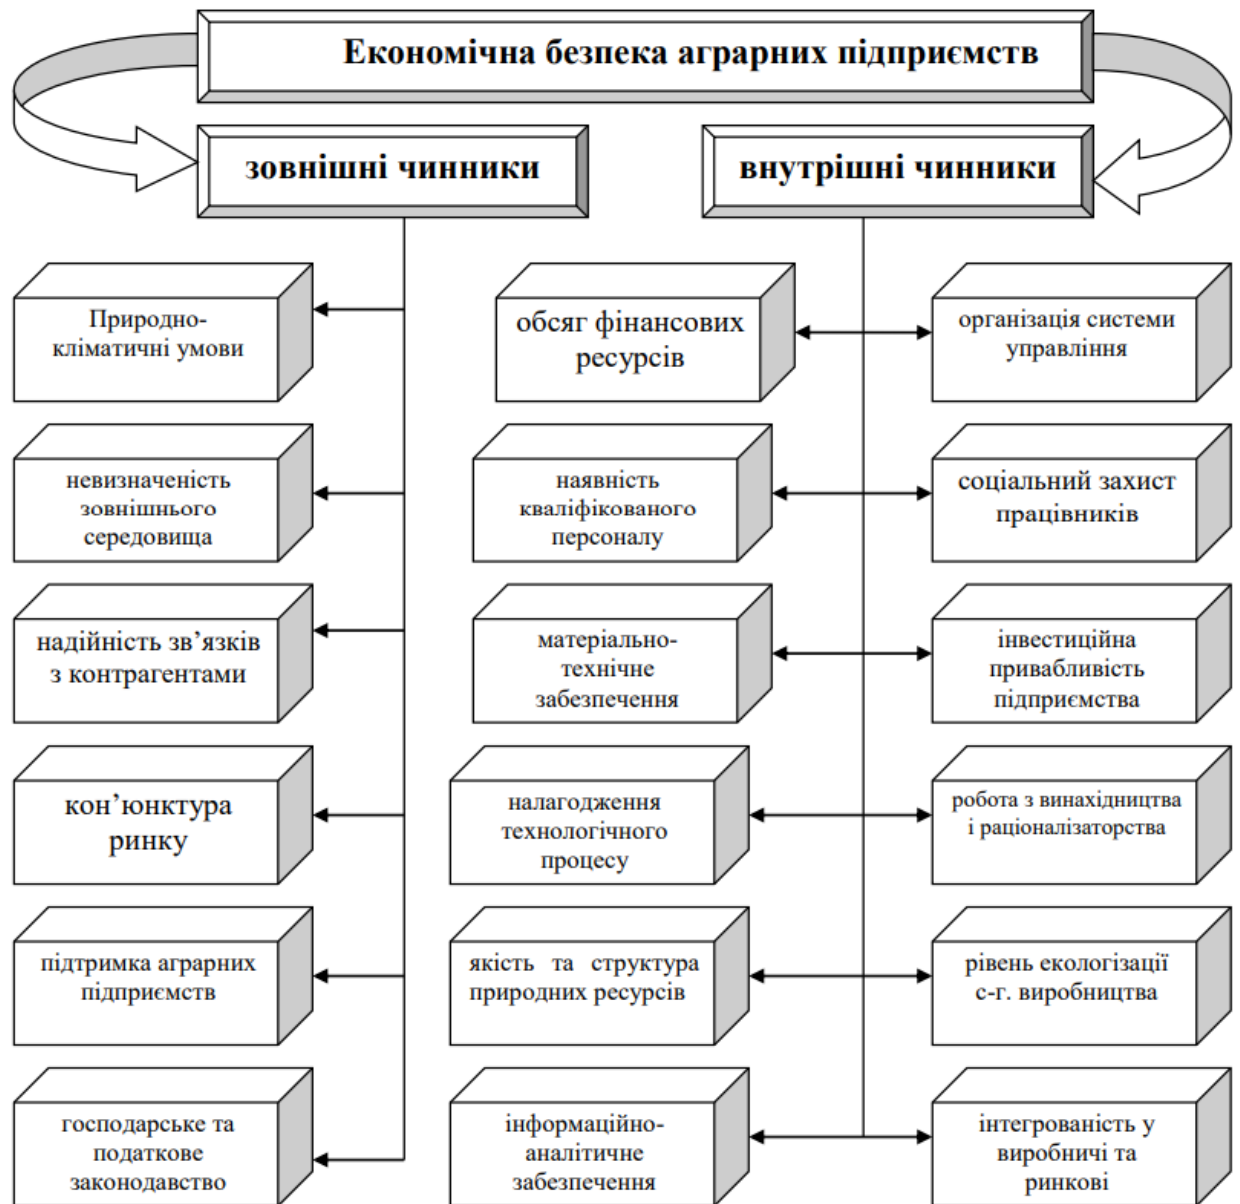 Економічна безпека аграрних підприємств
зовнішні чинники
внутрішні чинники
Природно-
кліматичні умови
невизначеність
зовнішнього
середовища
надійність зв’язків
з контрагентами
кон’юнктура
ринку
підтримка аграрних
підприємств
господарське та
податкове
законодавство
обсяг фінансових
ресурсів
організація системи
управління
наявність
кваліфікованого
персоналу
соціальний захист
працівників
матеріально-
технічне
забезпечення
інвестиційна
привабливість
підприємства
налагодження
технологічного
процесу
робота з винахідництва
і раціоналізаторства
якість та структура
природних ресурсів
рівень екологізації
с-г. виробництва
інформаційно-
аналітичне
забезпечення
інтегрованість у
виробничі та
ринкові